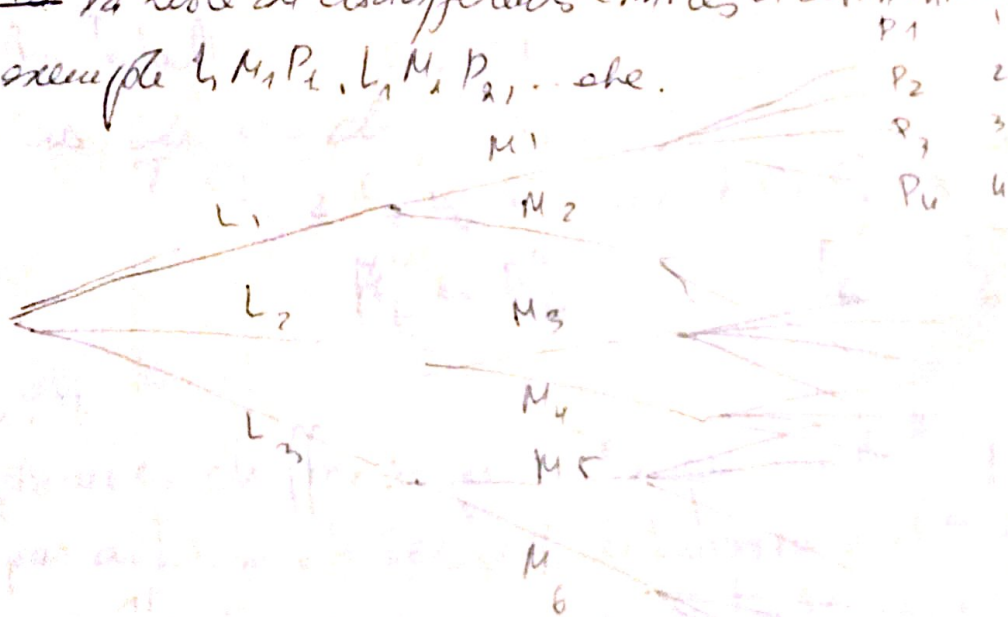 exemple L₁ M₁ P₁, L₁ M₁ P₂, .. etc.
P1 1
P2 2
P3 3
P4 4
M1
L1 M2
L2 M3
M4
L3 M5
M6